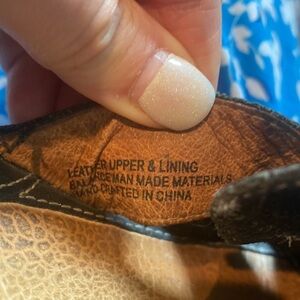 LEATHER UPPER & LINING
BALANCE MAN MADE MATERIALS
HAND CRAFTED IN CHINA